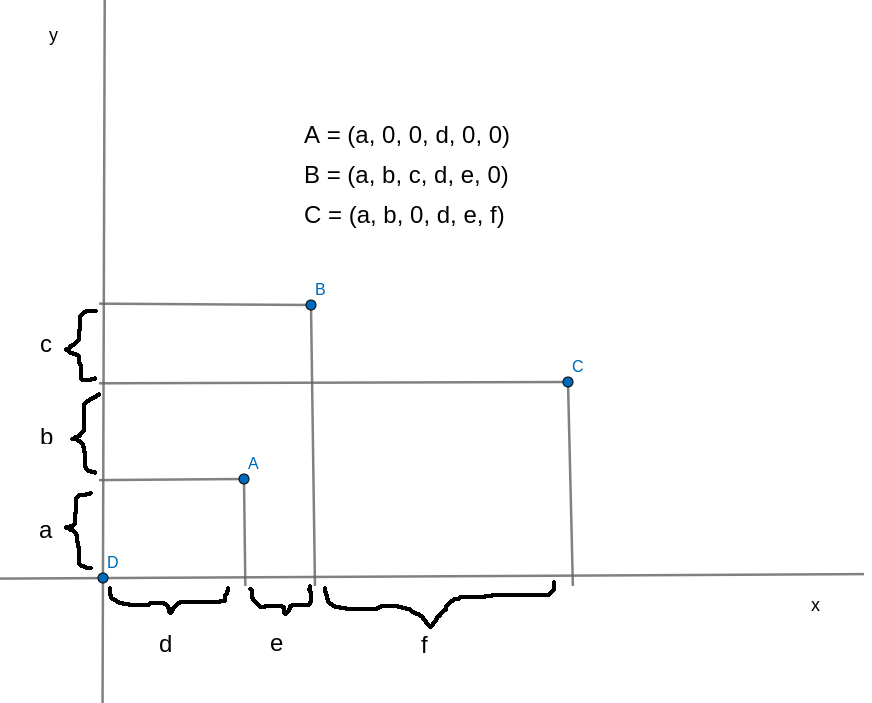 y
A = (a, 0, 0, d, 0, 0)
B = (a, b, c, d, e, 0)
C = (a, b, 0, d, e, f)
B
c
C
b
A
a
D
x
d
e
f